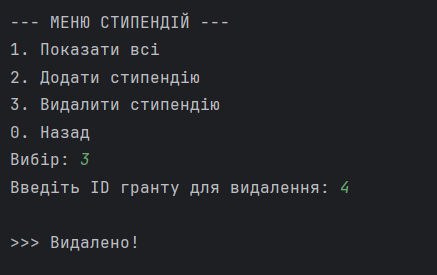 --- МЕНЮ СТИПЕНДІЙ ---
1. Показати всі
2. Додати стипендію
3. Видалити стипендію
0. Назад
Вибір: 3
Введіть ID гранту для видалення: 4
>>> Видалено!